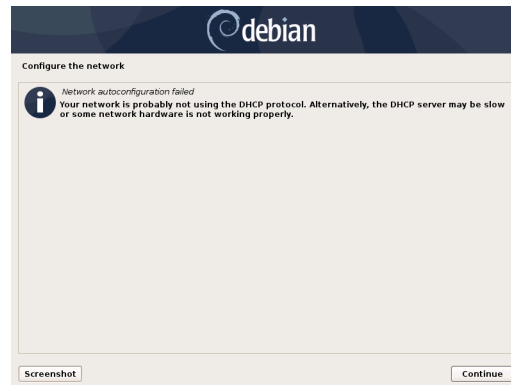 debian
Configure the network
Network autoconfiguration failed
Your network is probably not using the DHCP protocol. Alternatively, the DHCP server may be slow
or some network hardware is not working properly.
Screenshot
Continue